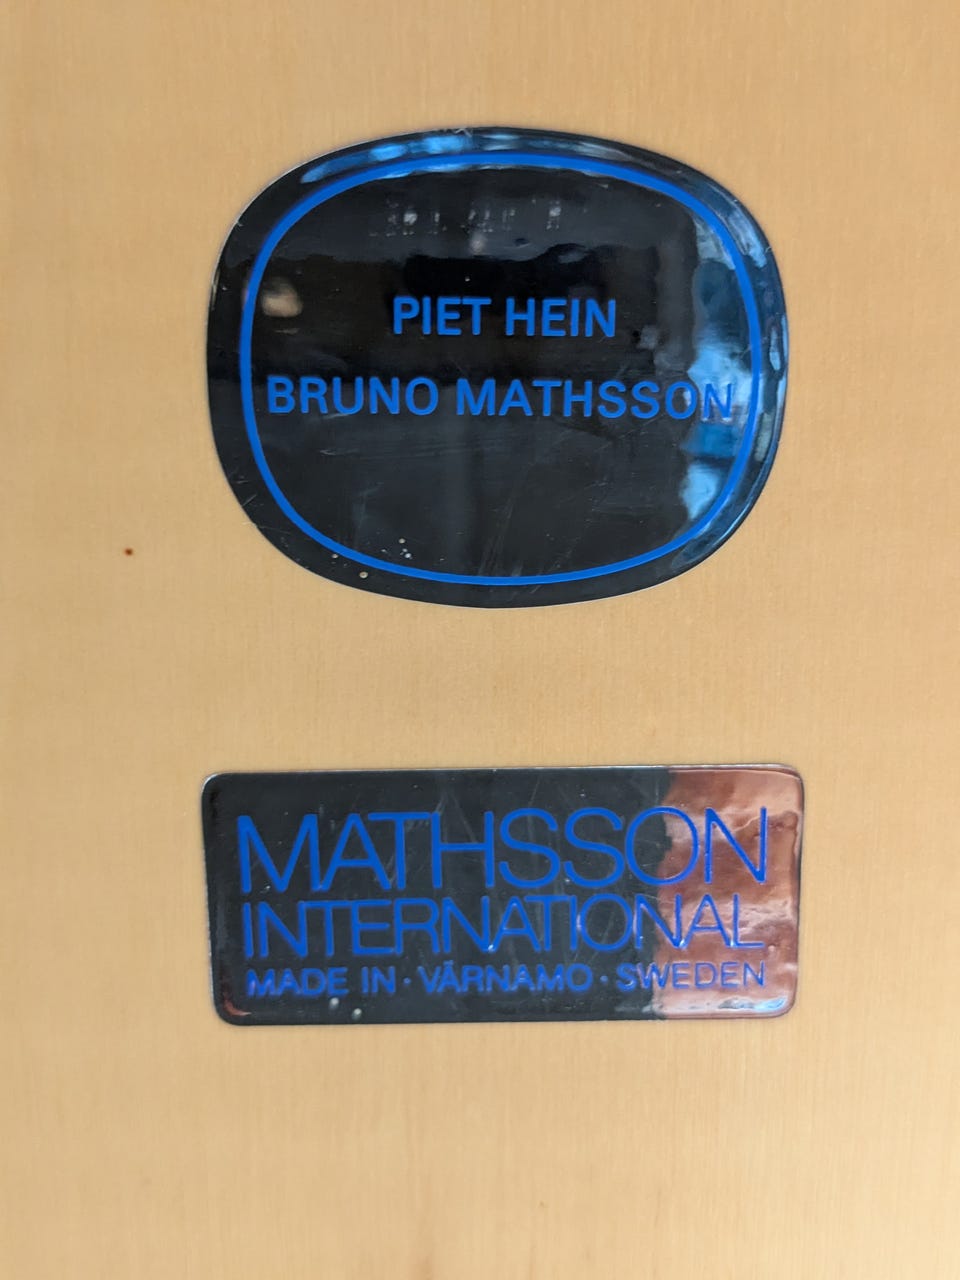 PIET HEIN
BRUNO MATHSSON
MATHSSON
INTERNATIONAL
MADE IN · VÄRNAMO · SWEDEN